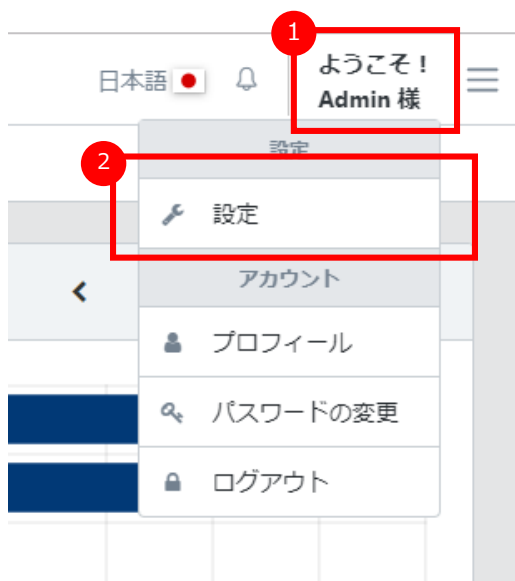 1
日本語
ようこそ！
Admin 様
設定
2
設定
アカウント
プロフィール
パスワードの変更
ログアウト